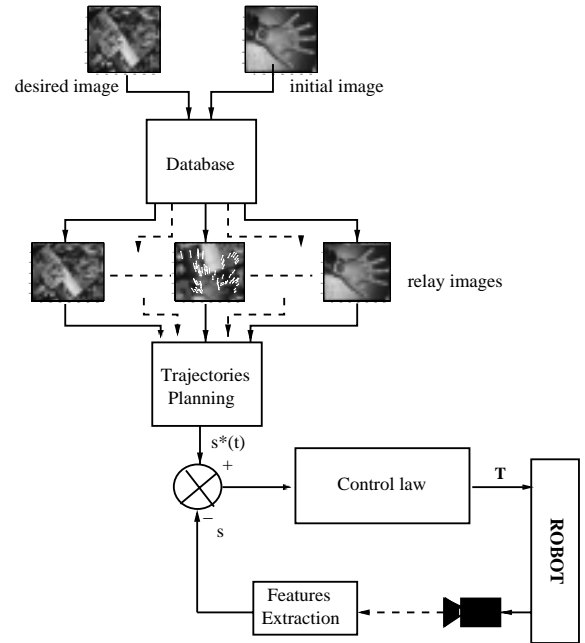 desired image
initial image
Database
relay images
Trajectories
Planning
s*(t)
+
−
s
Control law
T
ROBOT
Features
Extraction